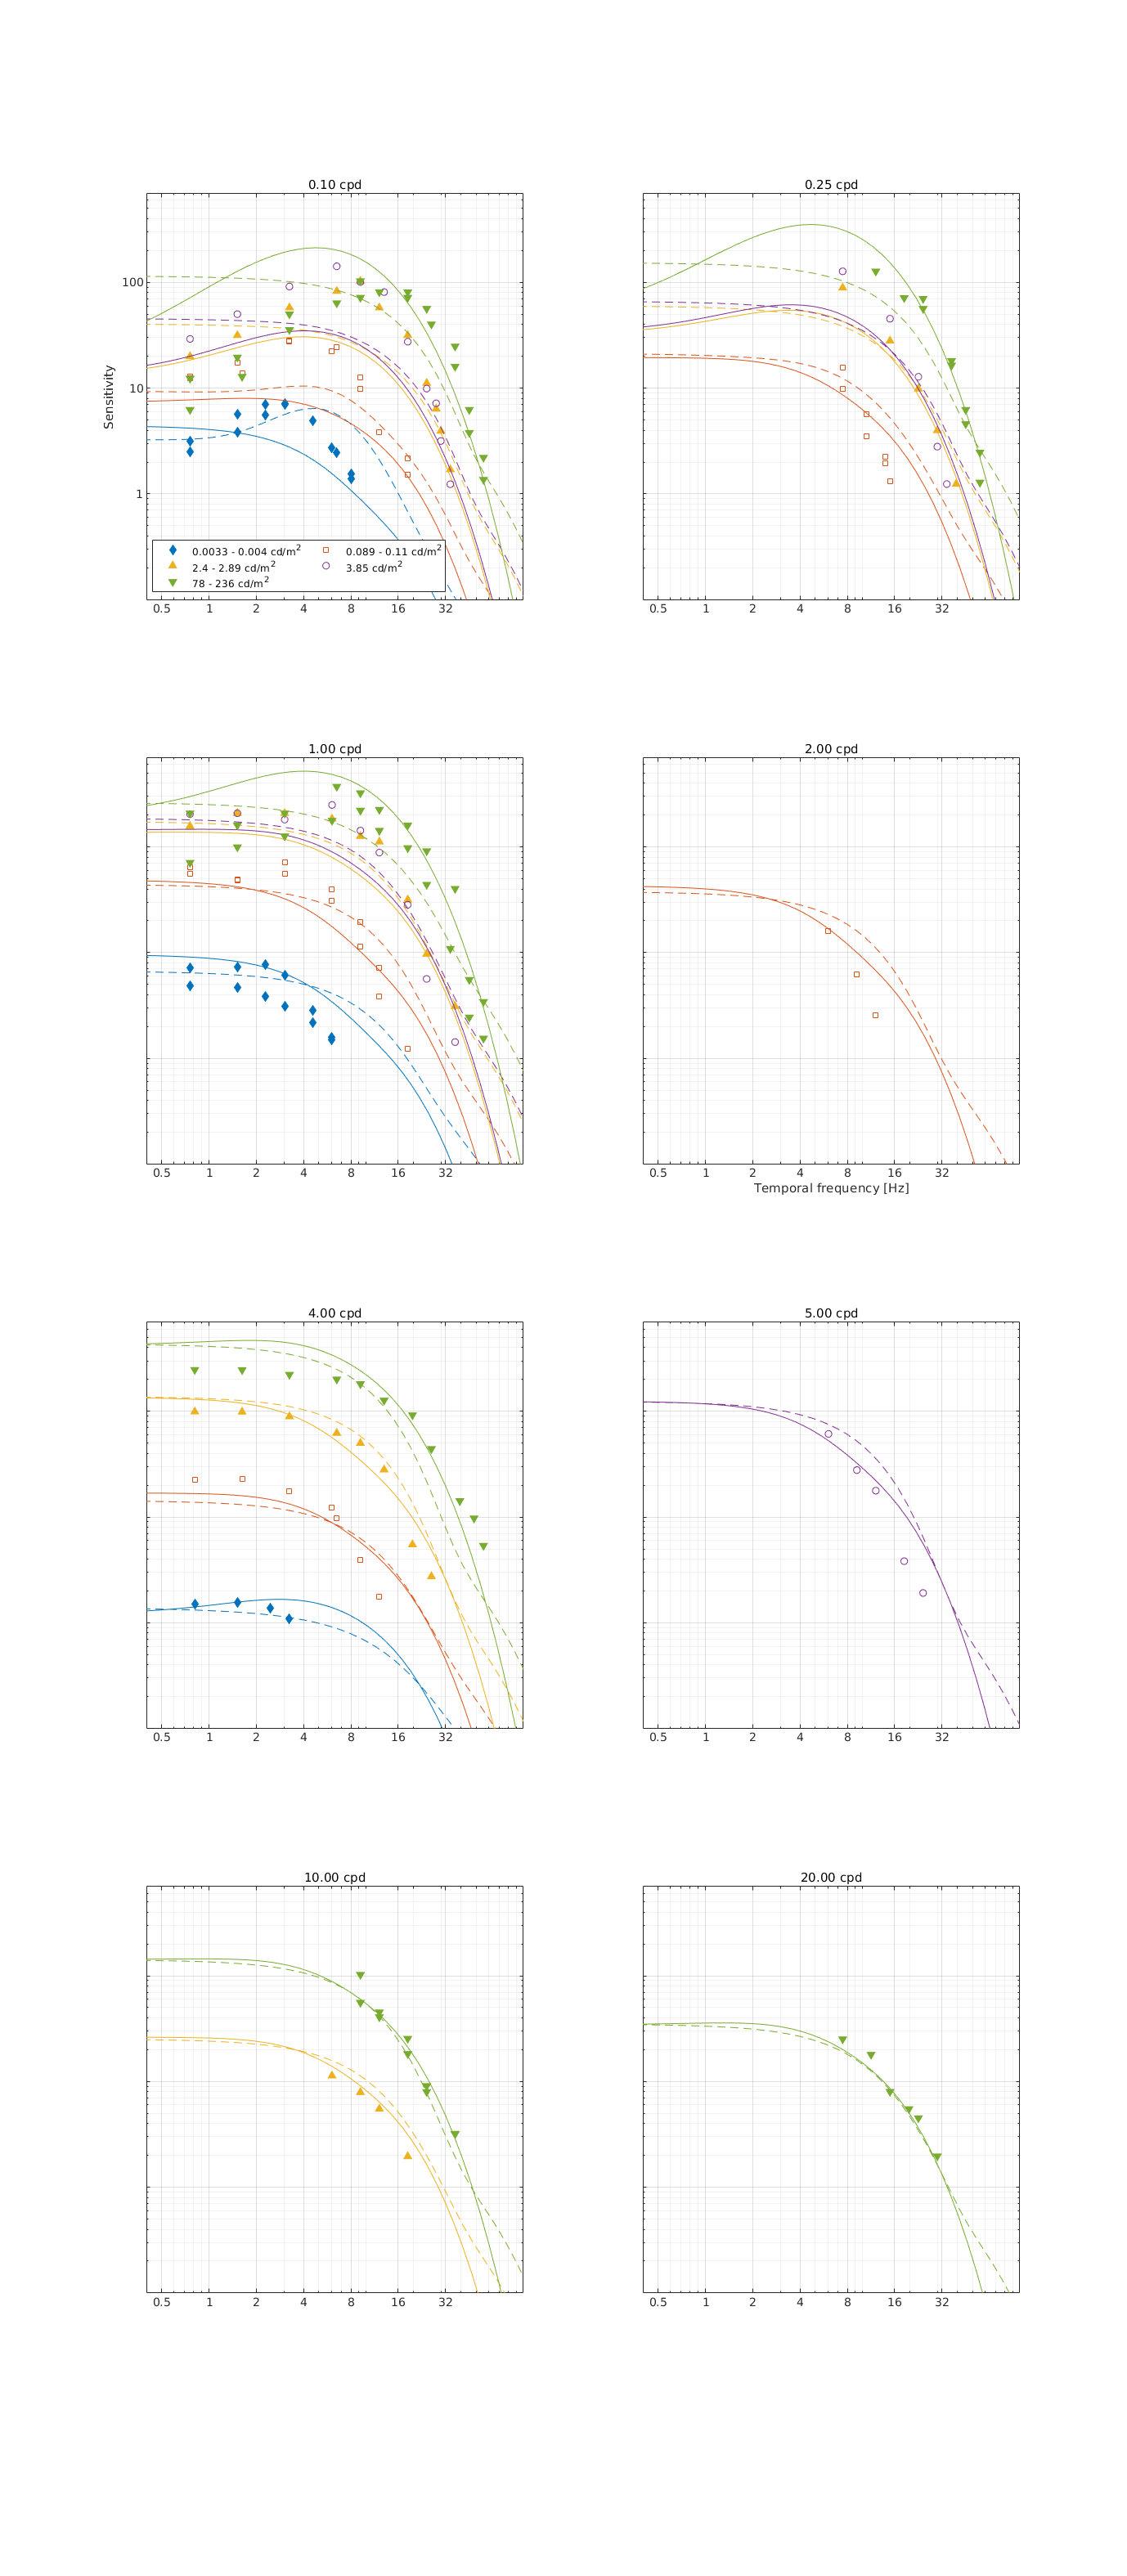 0.10 cpd
0.25 cpd
100
10
1
Sensitivity
0.0033 - 0.004 cd/m²
0.089 - 0.11 cd/m²
2.4 - 2.89 cd/m²
3.85 cd/m²
78 - 236 cd/m²
0.5 1 2 4 8 16 32
0.5 1 2 4 8 16 32
1.00 cpd
2.00 cpd
0.5 1 2 4 8 16 32
0.5 1 2 4 8 16 32
Temporal frequency [Hz]
4.00 cpd
5.00 cpd
0.5 1 2 4 8 16 32
0.5 1 2 4 8 16 32
10.00 cpd
20.00 cpd
0.5 1 2 4 8 16 32
0.5 1 2 4 8 16 32